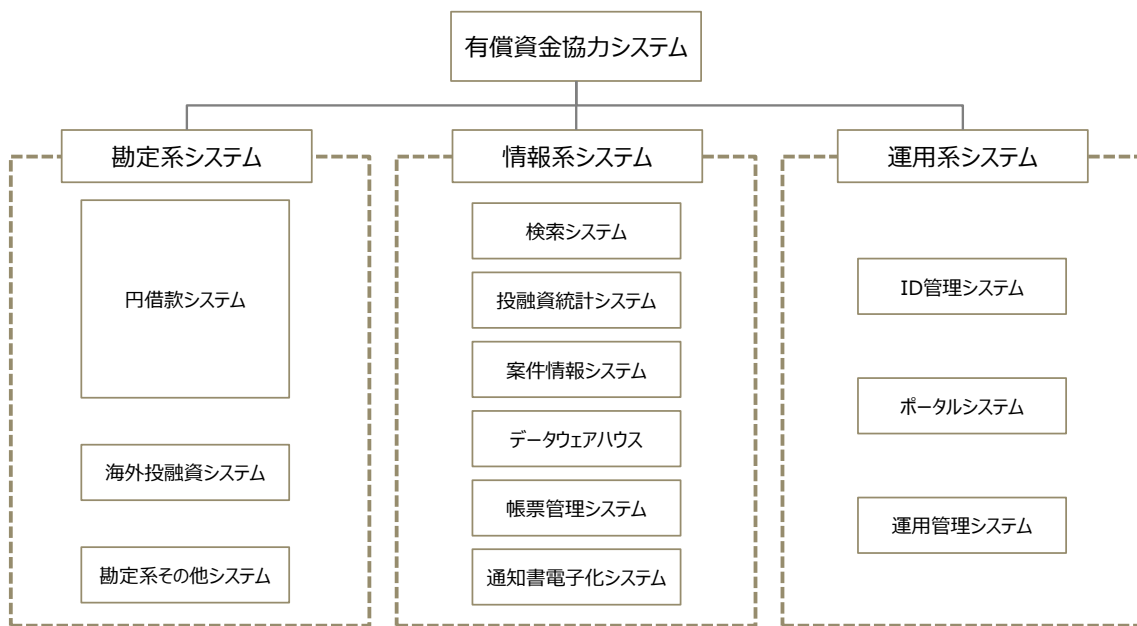 有償資金協力システム
勘定系システム
円借款システム
海外投融資システム
勘定系その他システム
情報系システム
検索システム
投融資統計システム
案件情報システム
データウェアハウス
帳票管理システム
通知書電子化システム
運用系システム
ID管理システム
ポータルシステム
運用管理システム